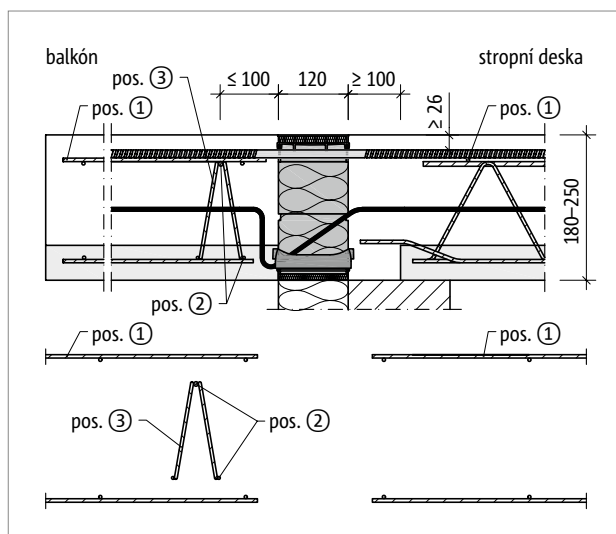 balkón
stropní deska
pos. ③
≤ 100
120
≥ 100
pos. ①
pos. ①
≥ 26
180–250
pos. ②
pos. ①
pos. ①
pos. ③
pos. ②